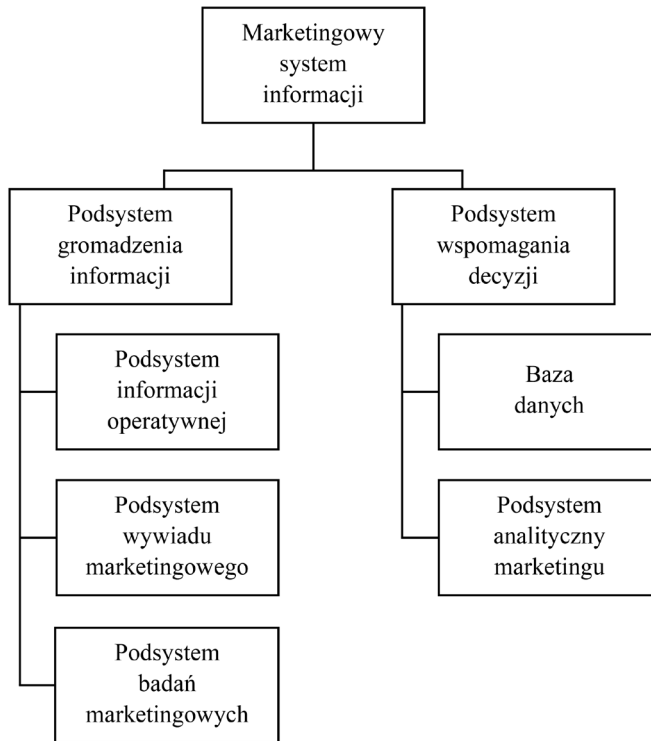 Marketingowy
system
informacji
Podsystem
gromadzenia
informacji
Podsystem
informacji
operatywnej
Podsystem
wywiadu
marketingowego
Podsystem
badań
marketingowych
Podsystem
wspomagania
decyzji
Baza
danych
Podsystem
analityczny
marketingu